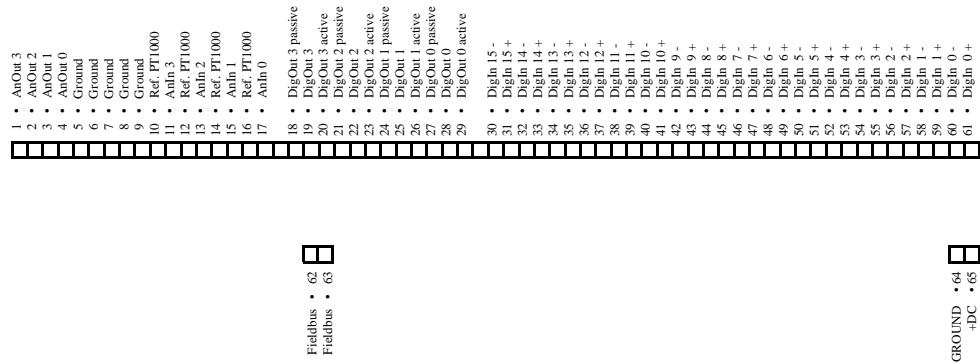 1 • AnOut 3
2 • AnOut 2
3 • AnOut 1
4 • AnOut 0
5 • Ground
6 • Ground
7 • Ground
8 • Ground
9 • Ground
10 • Ref. PT1000
11 • AnIn 3
12 • Ref. PT1000
13 • AnIn 2
14 • Ref. PT1000
15 • AnIn 1
16 • Ref. PT1000
17 • AnIn 0
18 • DigOut 3 passive
19 • DigOut 3
20 • DigOut 3 active
21 • DigOut 2 passive
22 • DigOut 2
23 • DigOut 2 active
24 • DigOut 1 passive
25 • DigOut 1
26 • DigOut 1 active
27 • DigOut 0 passive
28 • DigOut 0
29 • DigOut 0 active
30 • DigIn 15 -
31 • DigIn 15 +
32 • DigIn 14 -
33 • DigIn 14 +
34 • DigIn 13 -
35 • DigIn 13 +
36 • DigIn 12 -
37 • DigIn 12 +
38 • DigIn 11 -
39 • DigIn 11 +
40 • DigIn 10 -
41 • DigIn 10 +
42 • DigIn 9 -
43 • DigIn 9 +
44 • DigIn 8 -
45 • DigIn 8 +
46 • DigIn 7 -
47 • DigIn 7 +
48 • DigIn 6 -
49 • DigIn 6 +
50 • DigIn 5 -
51 • DigIn 5 +
52 • DigIn 4 -
53 • DigIn 4 +
54 • DigIn 3 -
55 • DigIn 3 +
56 • DigIn 2 -
57 • DigIn 2 +
58 • DigIn 1 -
59 • DigIn 1 +
60 • DigIn 0 -
61 • DigIn 0 +
Fieldbus • 62
Fieldbus • 63
GROUND • 64
+DC • 65